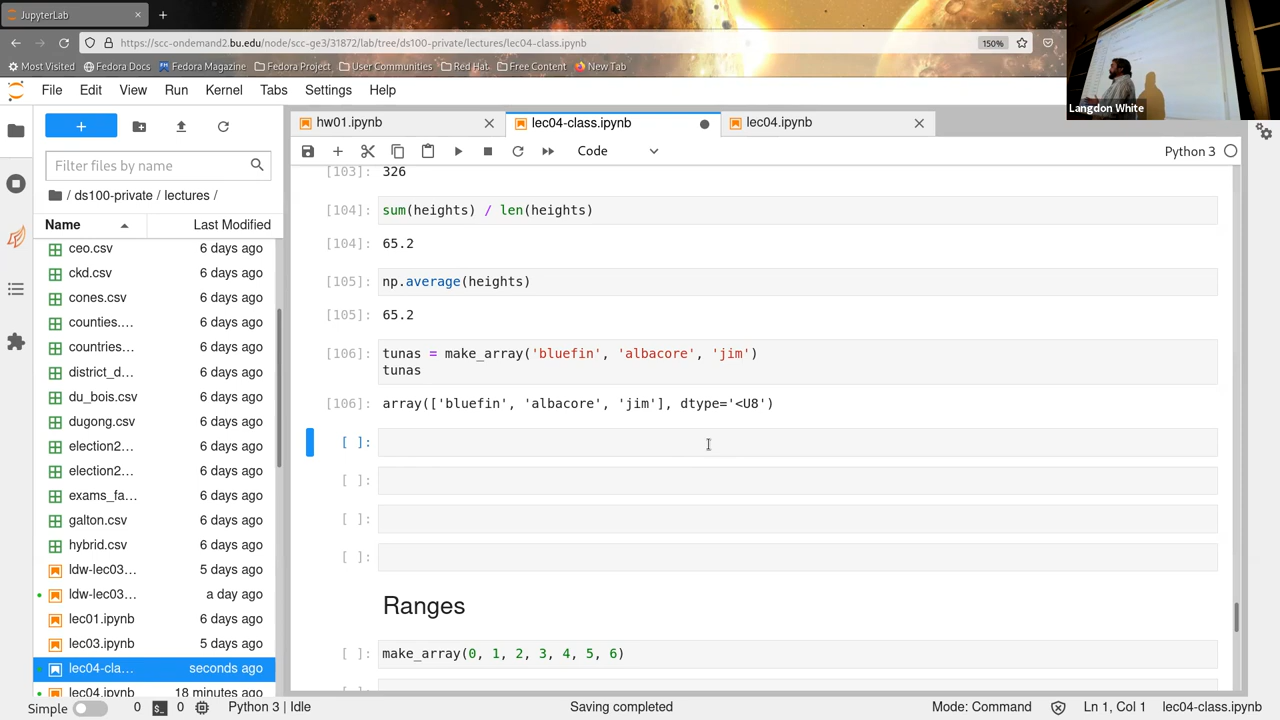 JupyterLab
https://scc-ondemand2.bu.edu/node/scc-ge3/31872/lab/tree/ds100-private/lectures/lec04-class.ipynb
150%
Most Visited
Fedora Docs
Fedora Magazine
Fedora Project
User Communities
Red Hat
Free Content
New Tab
Langdon White
File Edit View Run Kernel Tabs Settings Help
hw01.ipynb
lec04-class.ipynb
lec04.ipynb
Filter files by name
Code
Python 3
/ ds100-private / lectures /
Name Last Modified
ceo.csv 6 days ago
ckd.csv 6 days ago
cones.csv 6 days ago
counties.… 6 days ago
countries… 6 days ago
district_d… 6 days ago
du_bois.csv 6 days ago
dugong.csv 6 days ago
election2… 6 days ago
election2… 6 days ago
exams_fa… 6 days ago
galton.csv 6 days ago
hybrid.csv 6 days ago
ldw-lec03… 5 days ago
ldw-lec03… a day ago
lec01.ipynb 6 days ago
lec03.ipynb 5 days ago
lec04-cla… seconds ago
lec04.ipynb 18 minutes ago
[103]: 326
[104]: sum(heights) / len(heights)
[104]: 65.2
[105]: np.average(heights)
[105]: 65.2
[106]: tunas = make_array('bluefin', 'albacore', 'jim')
tunas
[106]: array(['bluefin', 'albacore', 'jim'], dtype='<U8')
[ ]:
[ ]:
[ ]:
[ ]:
Ranges
[ ]: make_array(0, 1, 2, 3, 4, 5, 6)
Simple 0 $_ 0 Python 3 | Idle Saving completed Mode: Command Ln 1, Col 1 lec04-class.ipynb